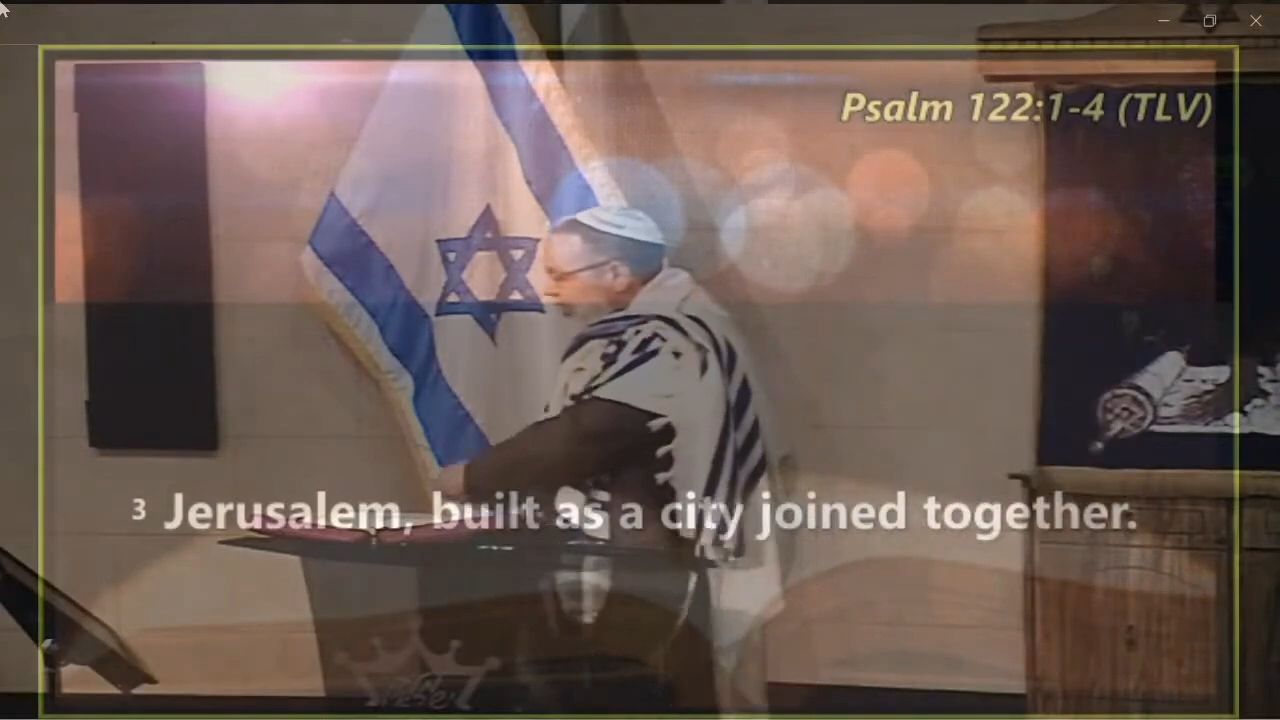 Psalm 122:1-4 (TLV)
3 Jerusalem, built as a city joined together.